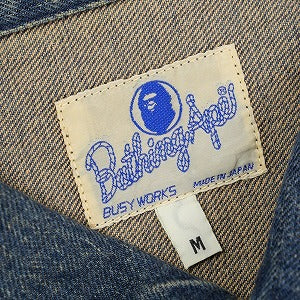 Bathing Ape
BUSY WORKS
MADE IN JAPAN
M